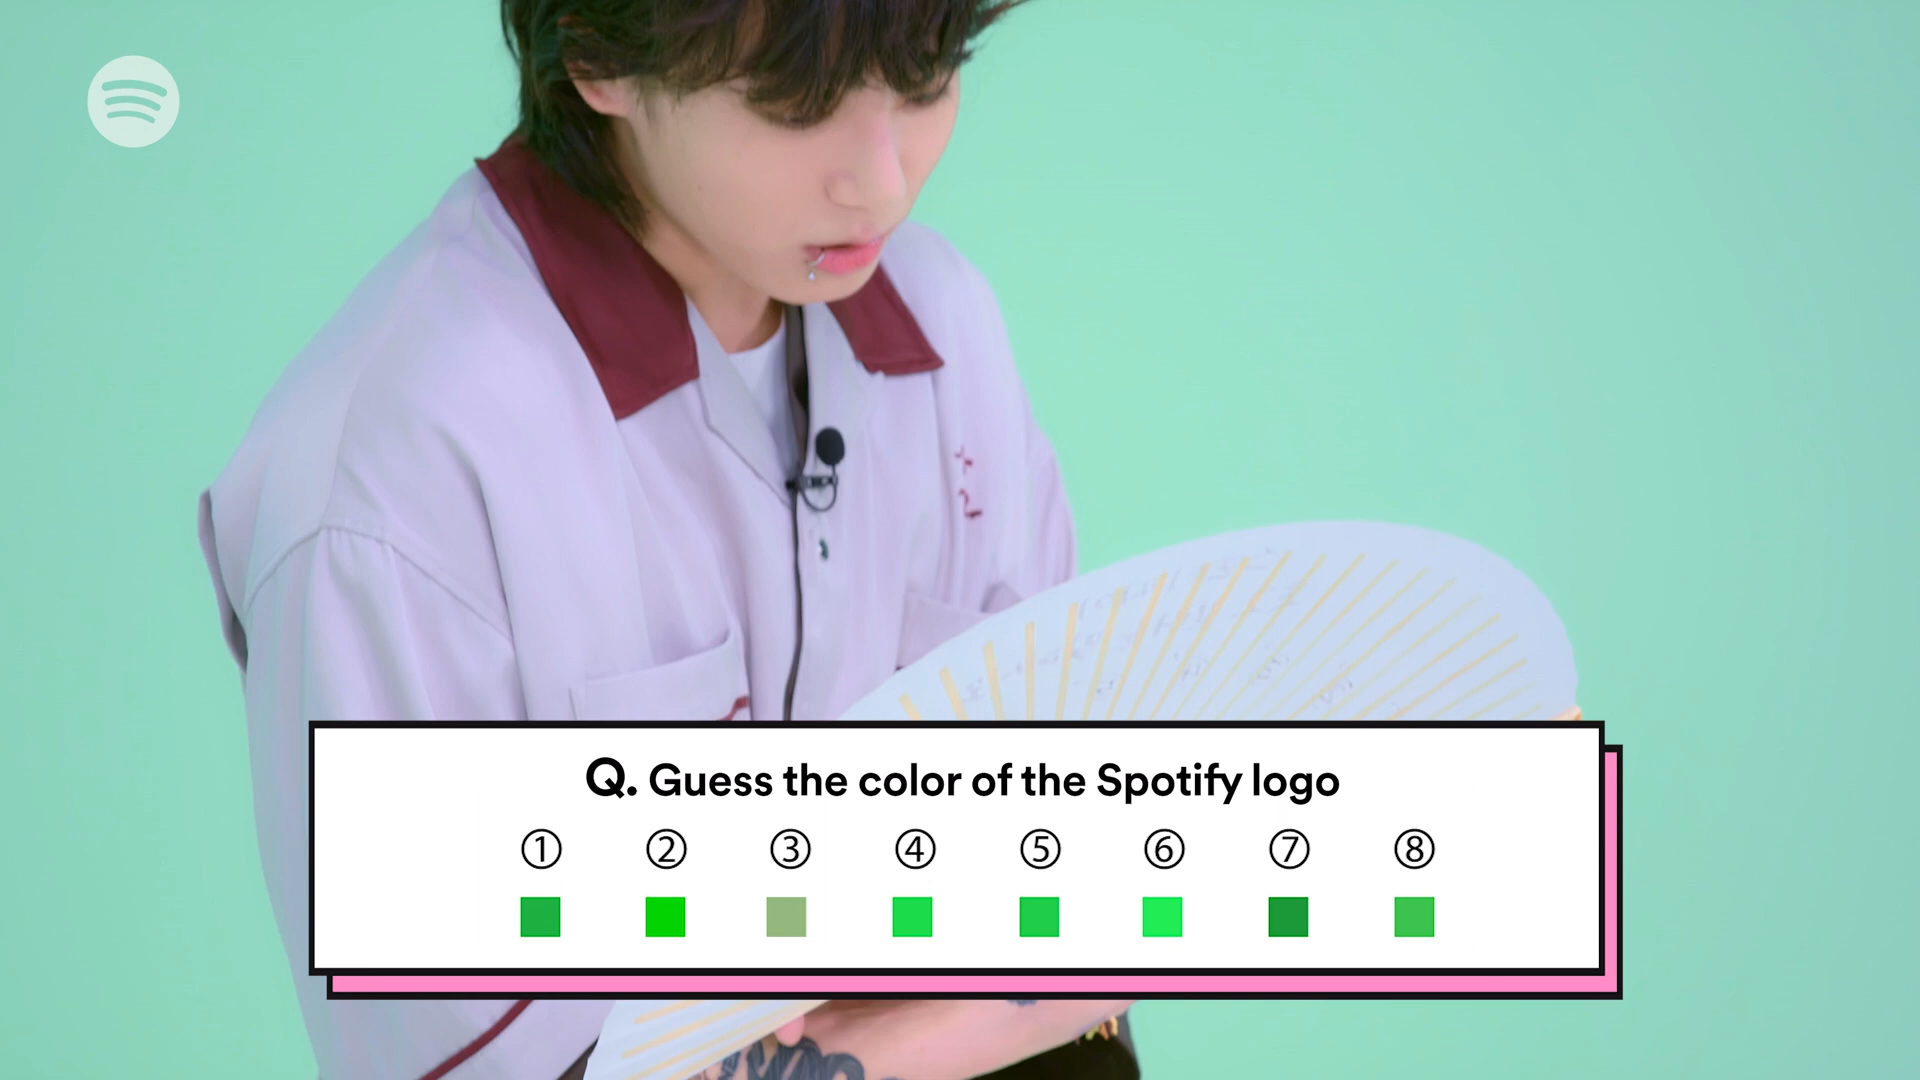 Q. Guess the color of the Spotify logo
① ② ③ ④ ⑤ ⑥ ⑦ ⑧